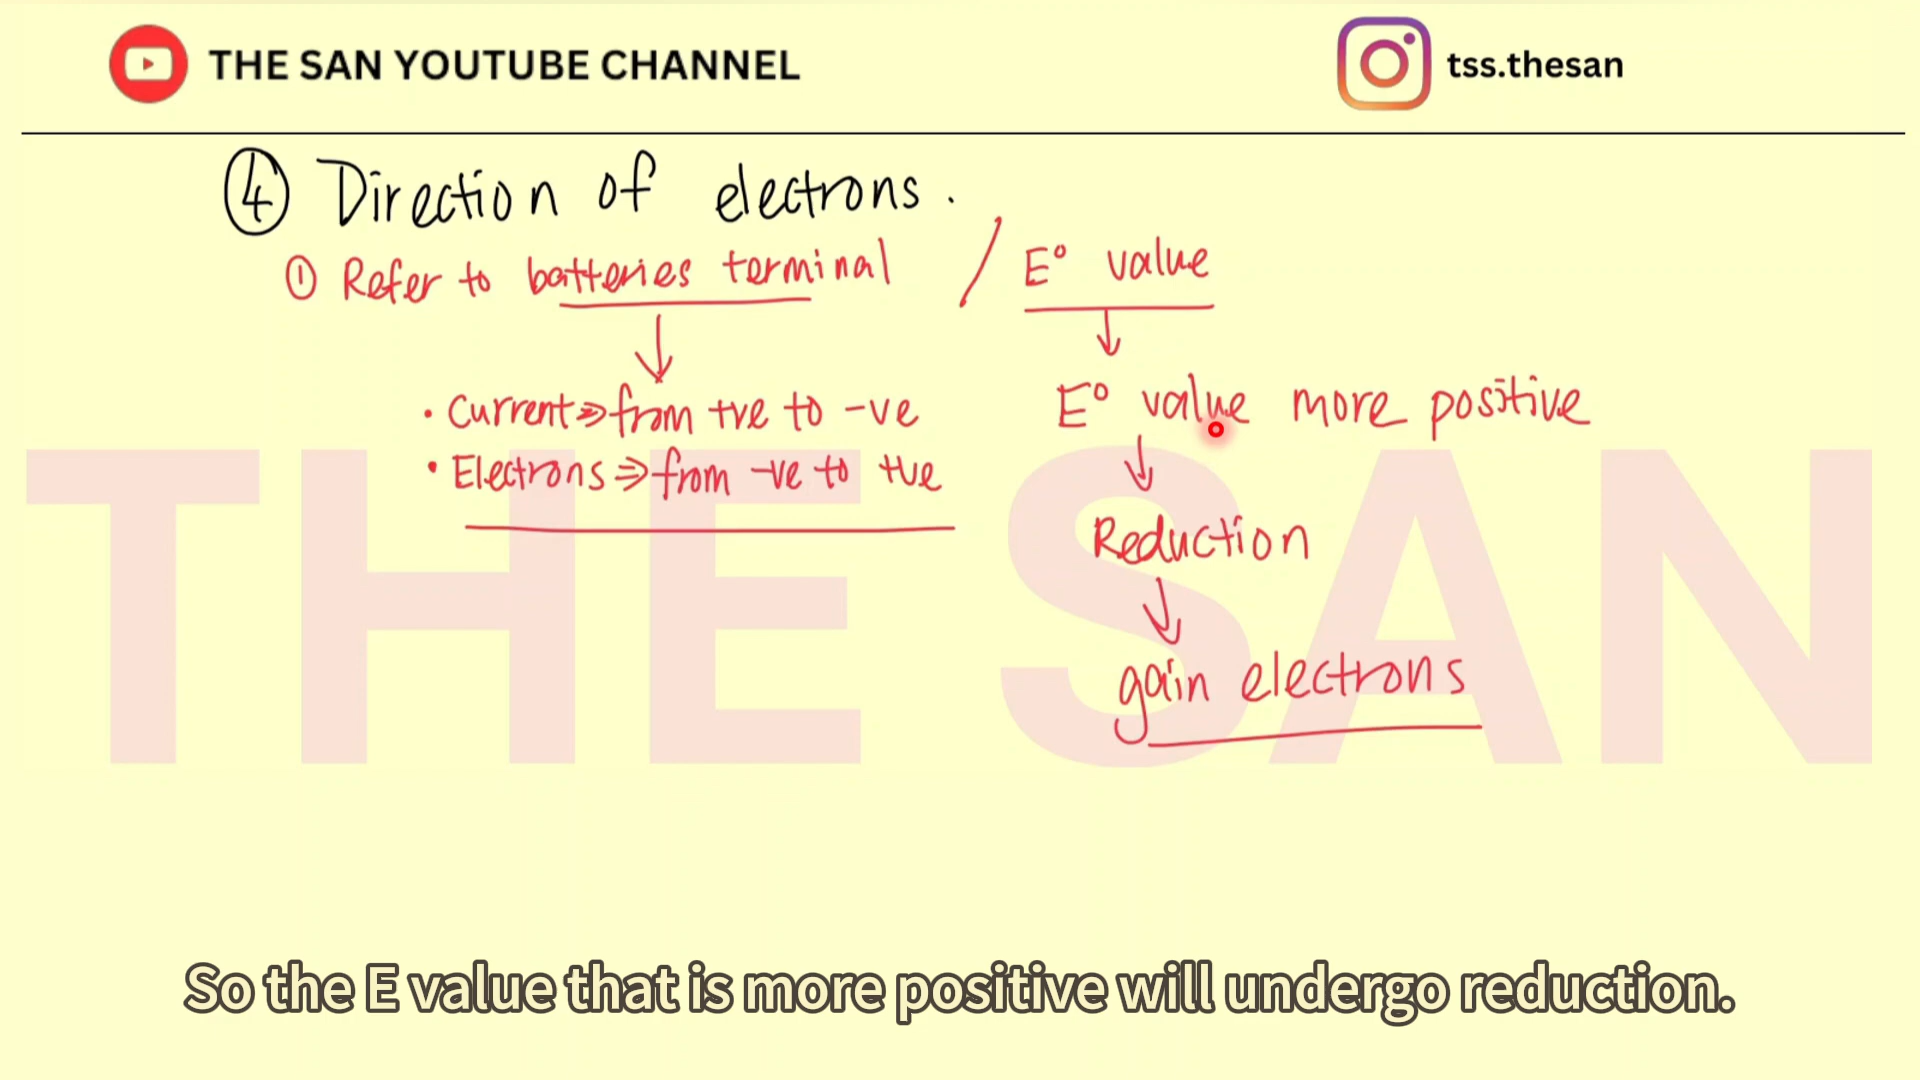 THE SAN YOUTUBE CHANNEL
tss.thesan
④ Direction of electrons.
① Refer to batteries terminal / E° value
• Current ⇒ from +ve to -ve
• Electrons ⇒ from -ve to +ve
E° value more positive
Reduction
gain electrons
THE SAN
So the E value that is more positive will undergo reduction.